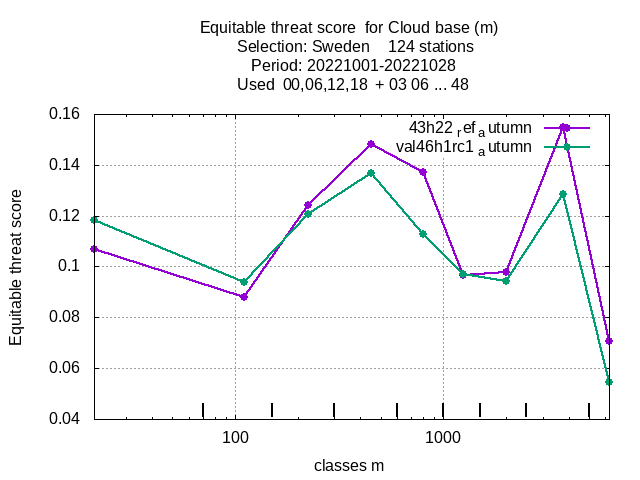 Equitable threat score  for Cloud base (m)
Selection: Sweden    124 stations
Period: 20221001-20221028
Used  00,06,12,18  + 03 06 ... 48
0.16
0.14
0.12
0.1
0.08
0.06
0.04
Equitable threat score
43h22 ref a utumn
val46h1rc1 a utumn
100
1000
classes m